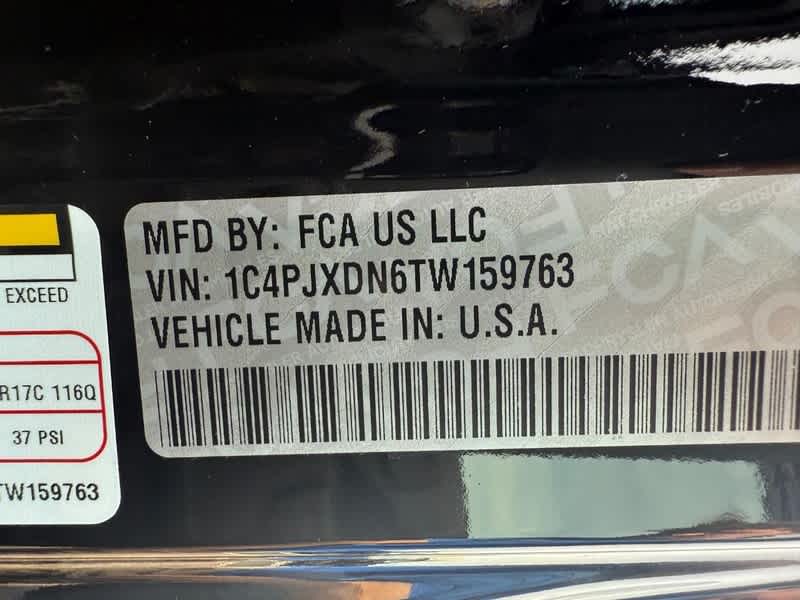 MFD BY: FCA US LLC
VIN: 1C4PJXDN6TW159763
VEHICLE MADE IN: U.S.A.
EXCEED
R17C 116Q
37 PSI
TW159763